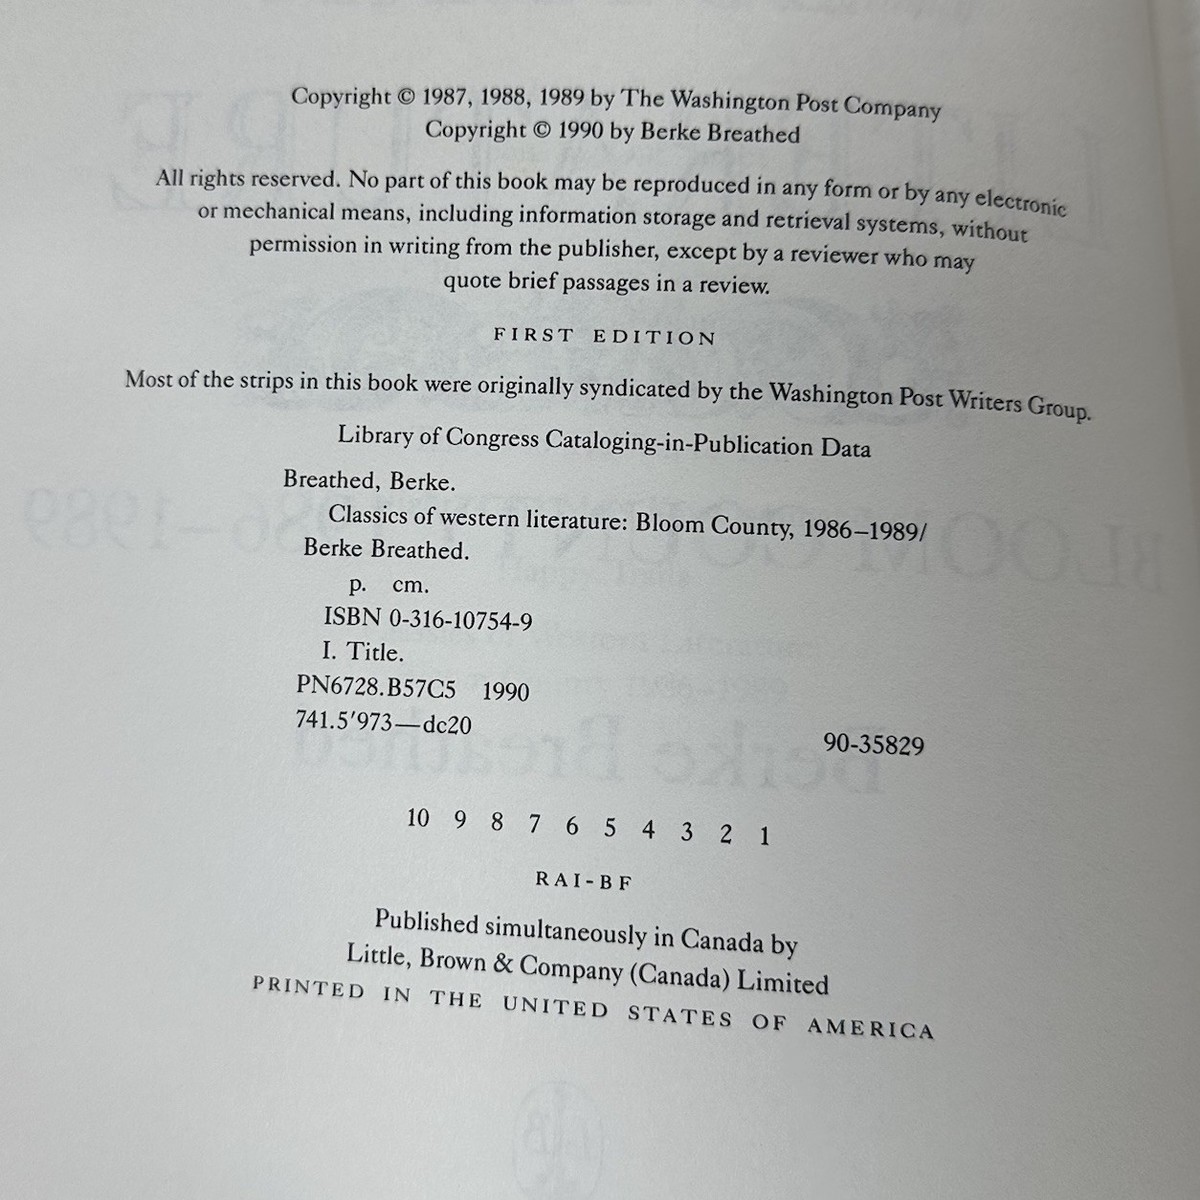 Copyright © 1987, 1988, 1989 by The Washington Post Company
Copyright © 1990 by Berke Breathed
All rights reserved. No part of this book may be reproduced in any form or by any electronic
or mechanical means, including information storage and retrieval systems, without
permission in writing from the publisher, except by a reviewer who may
quote brief passages in a review.
FIRST EDITION
Most of the strips in this book were originally syndicated by the Washington Post Writers Group.
Library of Congress Cataloging-in-Publication Data
Breathed, Berke.
Classics of western literature: Bloom County, 1986–1989/
Berke Breathed.
p. cm.
ISBN 0-316-10754-9
I. Title.
PN6728.B57C5 1990
741.5′973—dc20
90-35829
10 9 8 7 6 5 4 3 2 1
RAI-BF
Published simultaneously in Canada by
Little, Brown & Company (Canada) Limited
PRINTED IN THE UNITED STATES OF AMERICA